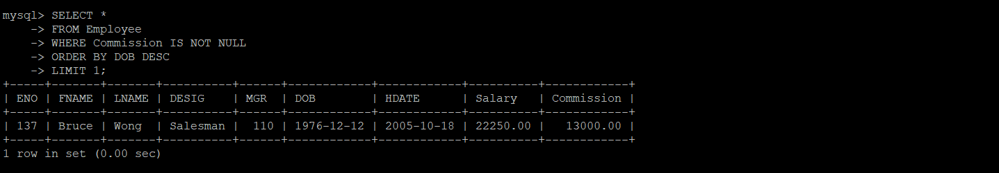 mysql> SELECT *
    -> FROM Employee
    -> WHERE Commission IS NOT NULL
    -> ORDER BY DOB DESC
    -> LIMIT 1;
+-----+-------+-------+----------+------+------------+------------+----------+------------+
| ENO | FNAME | LNAME | DESIG    | MGR  | DOB        | HDATE      | Salary   | Commission |
+-----+-------+-------+----------+------+------------+------------+----------+------------+
| 137 | Bruce | Wong  | Salesman |  110 | 1976-12-12 | 2005-10-18 | 22250.00 |   13000.00 |
+-----+-------+-------+----------+------+------------+------------+----------+------------+
1 row in set (0.00 sec)